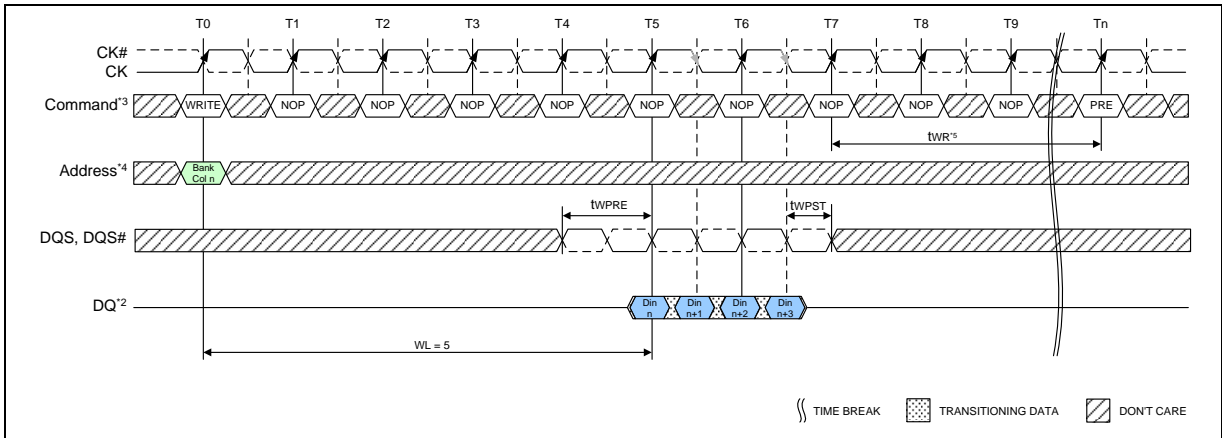 T0 T1 T2 T3 T4 T5 T6 T7 T8 T9 Tn
CK#
CK
Command*3 WRITE NOP NOP NOP NOP NOP NOP NOP NOP NOP PRE
tWR*5
Address*4 Bank Col n
tWPRE tWPST
DQS, DQS#
DQ*2 Din n Din n+1 Din n+2 Din n+3
WL = 5
TIME BREAK TRANSITIONING DATA DON'T CARE